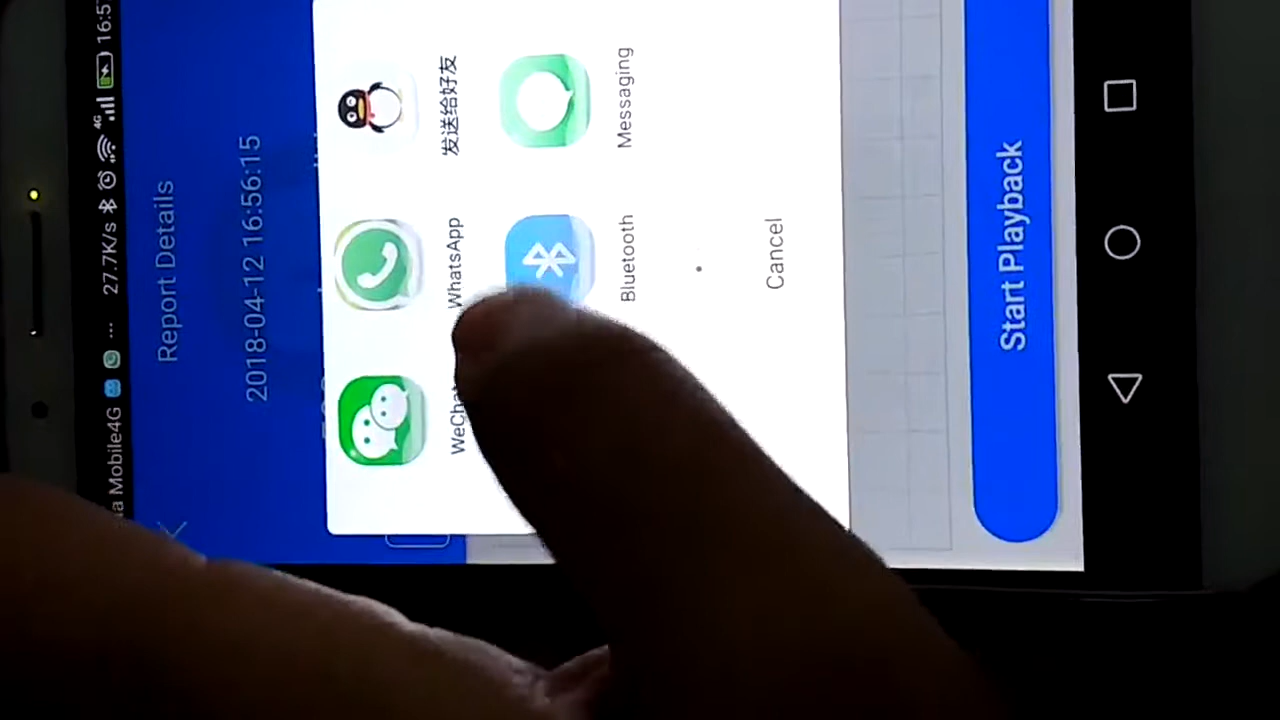 Mobile4G ... 27.7K/s 4G 16:5
Report Details
2018-04-12 16:56:15
WhatsApp 发送给好友
Bluetooth Messaging
Cancel
Start Playback